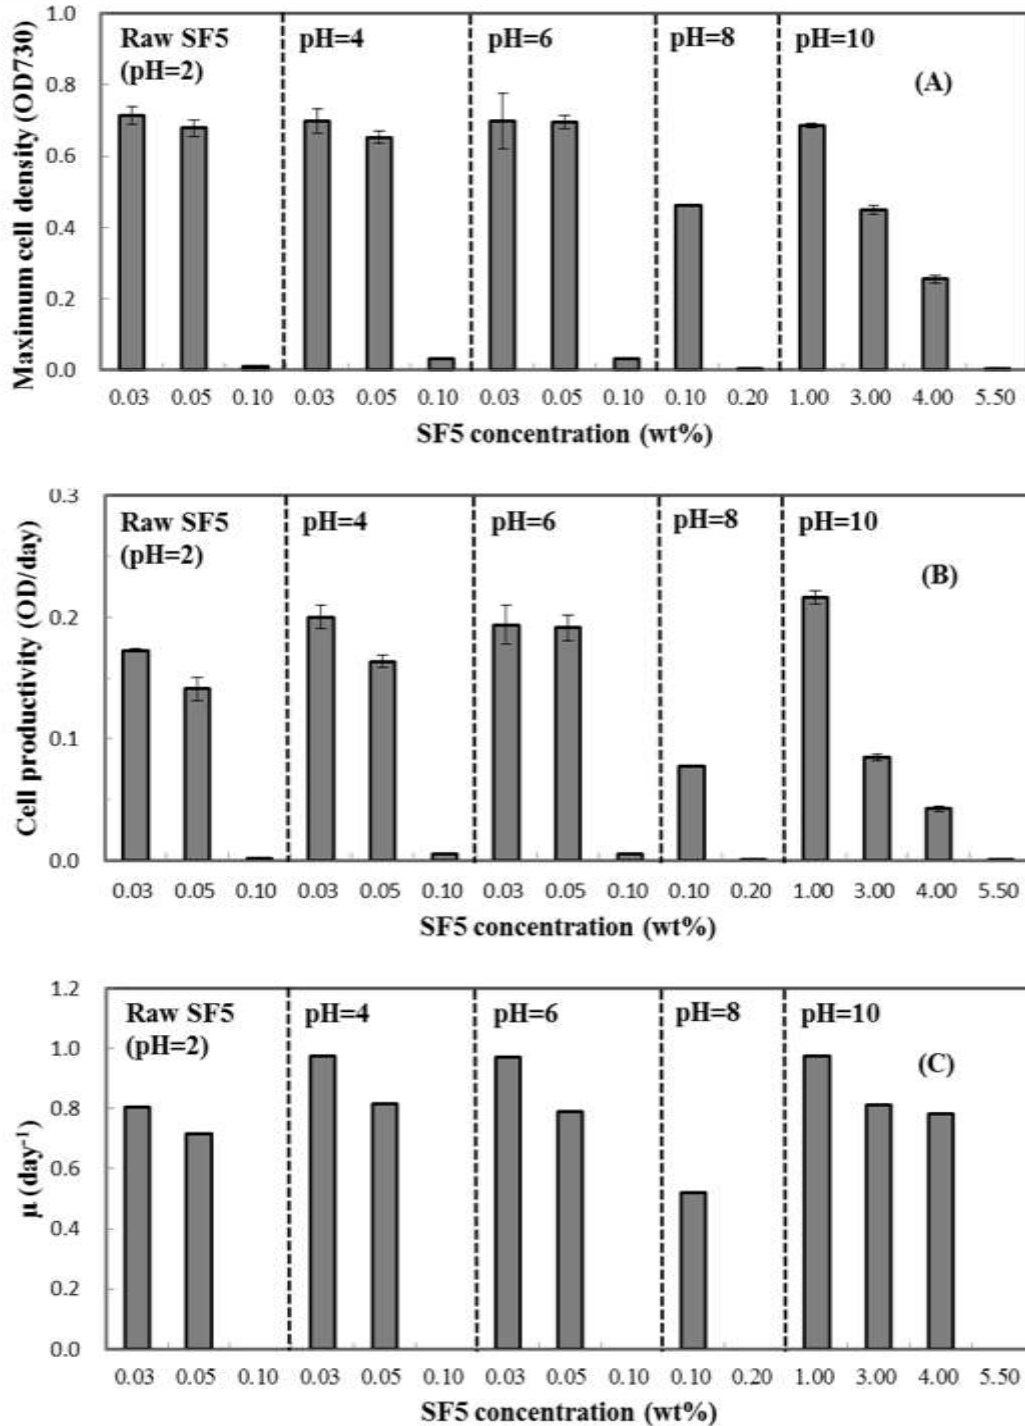 Maximum cell density (OD730)
1.0
0.8
0.6
0.4
0.2
0.0
Raw SF5
(pH=2)
pH=4
pH=6
pH=8
pH=10
(A)
0.03 0.05 0.10 0.03 0.05 0.10 0.03 0.05 0.10 0.10 0.20 1.00 3.00 4.00 5.50
SF5 concentration (wt%)
Cell productivity (OD/day)
0.3
0.2
0.1
0.0
Raw SF5
(pH=2)
pH=4
pH=6
pH=8
pH=10
(B)
0.03 0.05 0.10 0.03 0.05 0.10 0.03 0.05 0.10 0.10 0.20 1.00 3.00 4.00 5.50
SF5 concentration (wt%)
μ (day⁻¹)
1.2
1.0
0.8
0.6
0.4
0.2
0.0
Raw SF5
(pH=2)
pH=4
pH=6
pH=8
pH=10
(C)
0.03 0.05 0.10 0.03 0.05 0.10 0.03 0.05 0.10 0.10 0.20 1.00 3.00 4.00 5.50
SF5 concentration (wt%)